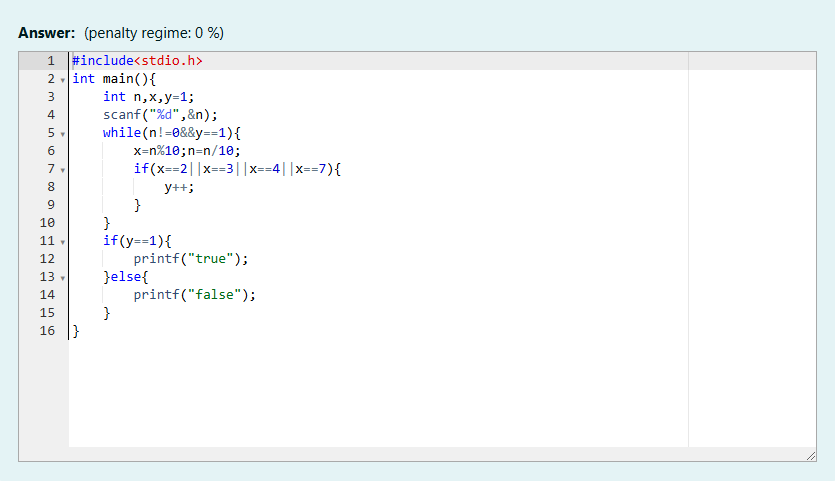 Answer: (penalty regime: 0 %)
1 #include<stdio.h>
2 int main(){
3     int n,x,y=1;
4     scanf("%d",&n);
5     while(n!=0&&y==1){
6         x=n%10;n=n/10;
7         if(x==2||x==3||x==4||x==7){
8             y++;
9         }
10     }
11     if(y==1){
12         printf("true");
13     }else{
14         printf("false");
15     }
16 }